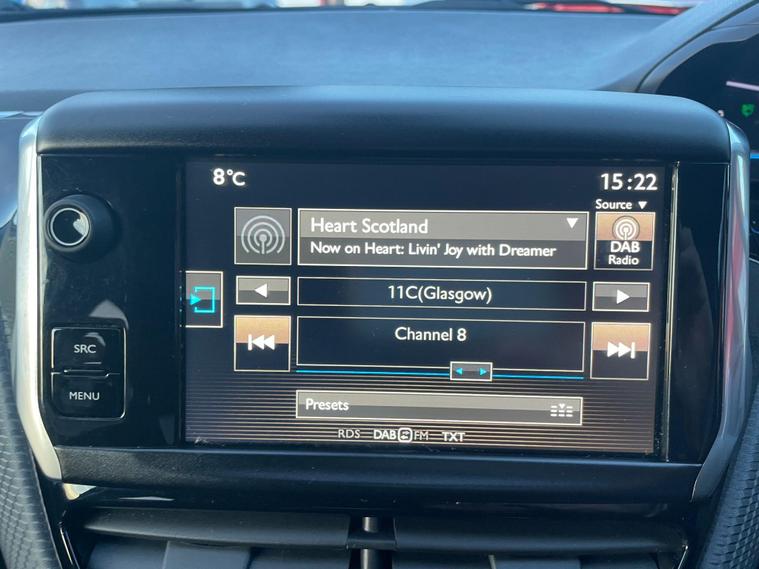 8°C
15:22
Source ▼
Heart Scotland
Now on Heart: Livin' Joy with Dreamer
DAB
Radio
11C(Glasgow)
Channel 8
SRC
MENU
Presets
RDS DAB FM TXT